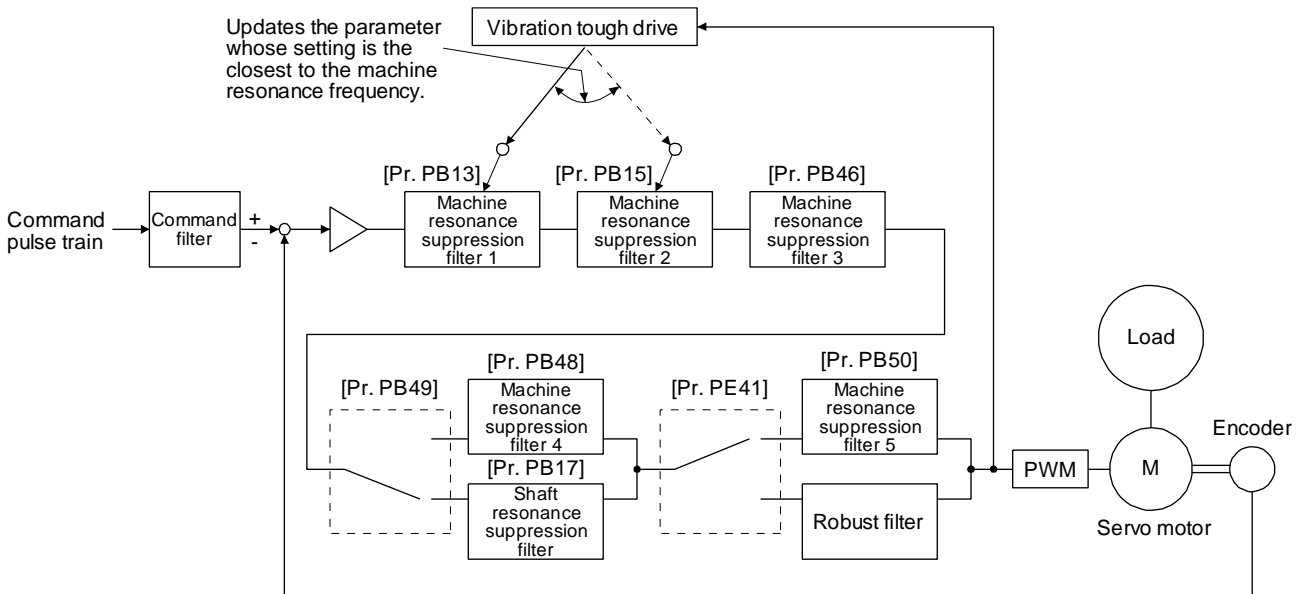 Updates the parameter
whose setting is the
closest to the machine
resonance frequency.
Vibration tough drive
[Pr. PB13]
[Pr. PB15]
[Pr. PB46]
Command
pulse train
Command
filter
+
-
Machine
resonance
suppression
filter 1
Machine
resonance
suppression
filter 2
Machine
resonance
suppression
filter 3
Load
[Pr. PB49]
[Pr. PB48]
Machine
resonance
suppression
filter 4
[Pr. PB17]
Shaft
resonance
suppression
filter
[Pr. PE41]
[Pr. PB50]
Machine
resonance
suppression
filter 5
Robust filter
PWM
M
Servo motor
Encoder